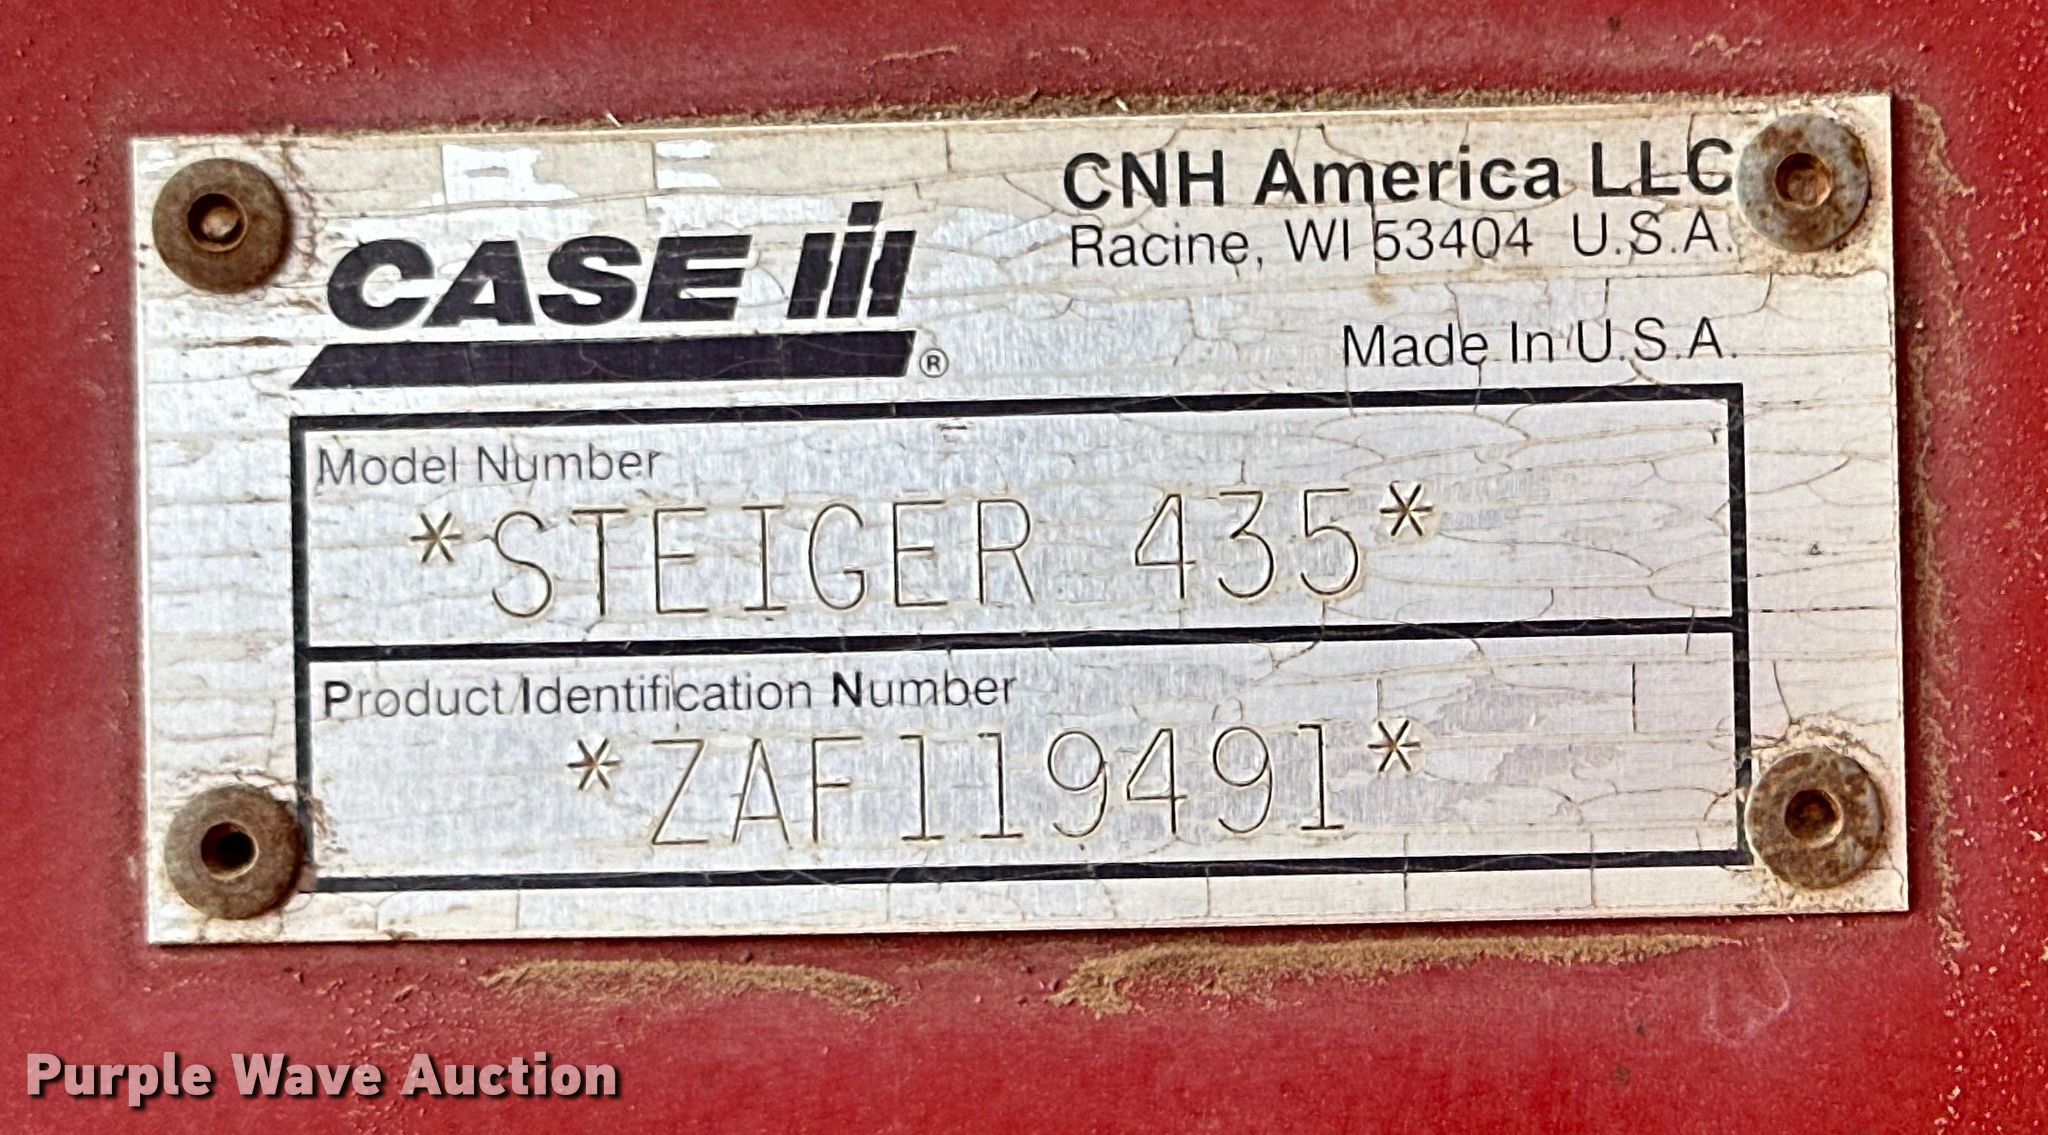 CNH America LLC
Racine, WI 53404 U.S.A.
CASE IH®
Made In U.S.A.
Model Number
*STEIGER 435*
Product Identification Number
*ZAF119491*
Purple Wave Auction